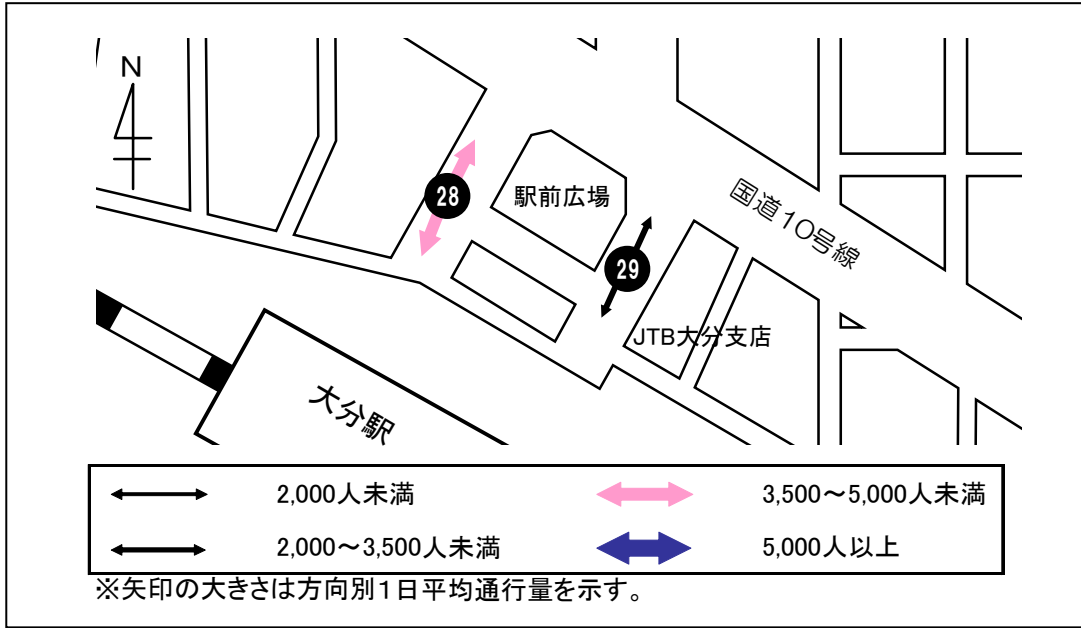 N
28
駅前広場
国道10号線
29
JTB大分支店
大分駅
2,000人未満
3,500～5,000人未満
2,000～3,500人未満
5,000人以上
※矢印の大きさは方向別1日平均通行量を示す。